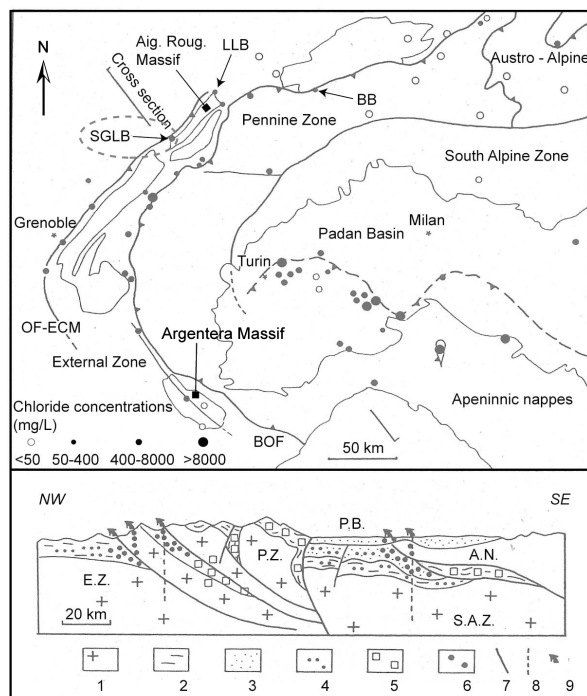 N
Aig. Roug.
Massif
LLB
Cross section
SGLB
BB
Austro - Alpine
Pennine Zone
South Alpine Zone
Grenoble
Milan
Padan Basin
Turin
OF-ECM
Argentera Massif
External Zone
Chloride concentrations
(mg/L)
<50 50-400 400-8000 >8000
BOF
50 km
Apeninnic nappes
NW
SE
P.B.
P.Z.
A.N.
E.Z.
S.A.Z.
20 km
1 2 3 4 5 6 7 8 9